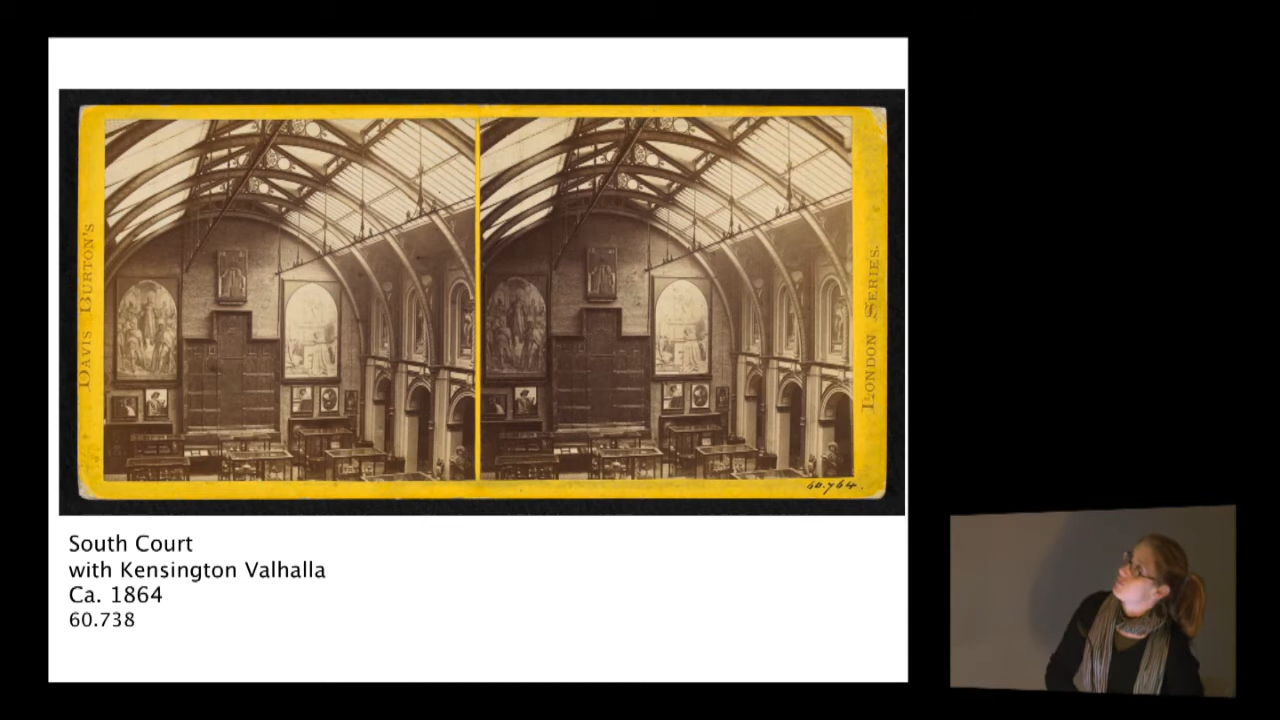 DAVIS BURTON'S
LONDON SERIES.
60.764.
South Court
with Kensington Valhalla
Ca. 1864
60.738